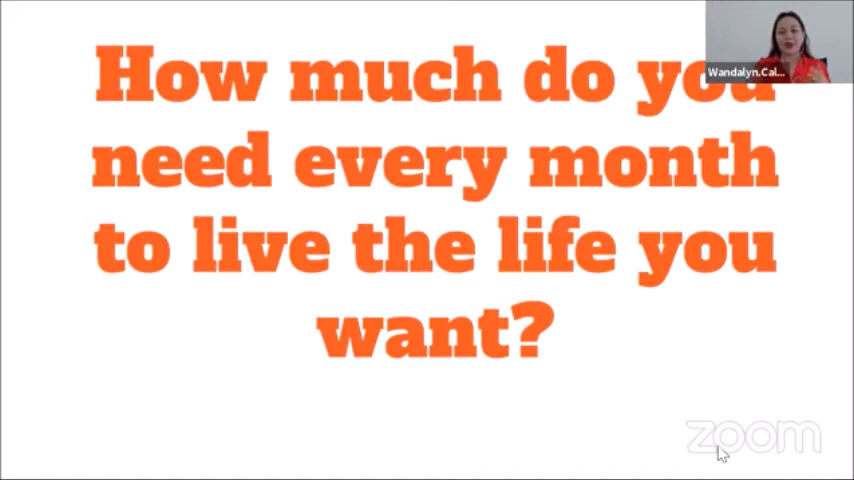 How much do you
need every month
to live the life you
want?
Wandalyn.Cal...
zoom